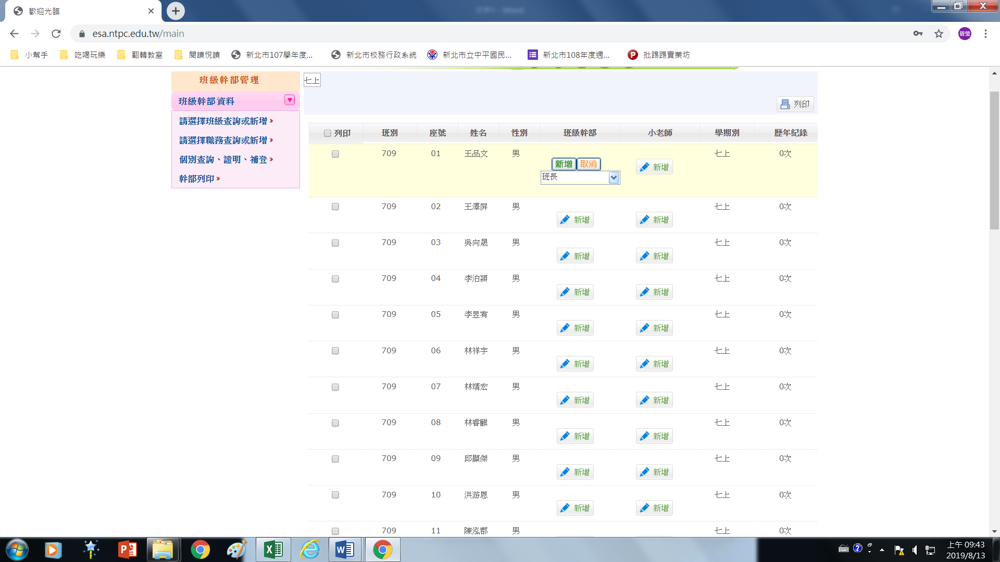 歡迎光臨
esa.ntpc.edu.tw/main
碧瑩
小幫手 吃喝玩樂 翻轉教室 閱讀悅讀 新北市107學年度... 新北市校務行政系統 新北市立中平國民... 新北市108年度週... 批踢踢實業坊
班級幹部管理
班級幹部資料
請選擇班級查詢或新增
請選擇職務查詢或新增
個別查詢、證明、補登
幹部列印
七上
列印
列印 班別 座號 姓名 性別 班級幹部 小老師 學期別 歷年紀錄
709 01 王品文 男 新增 取消 班長 新增 七上 0次
709 02 王澤屏 男 新增 新增 七上 0次
709 03 吳向晟 男 新增 新增 七上 0次
709 04 李泊潁 男 新增 新增 七上 0次
709 05 李昱宥 男 新增 新增 七上 0次
709 06 林祥宇 男 新增 新增 七上 0次
709 07 林靖宏 男 新增 新增 七上 0次
709 08 林睿麒 男 新增 新增 七上 0次
709 09 邱顯傑 男 新增 新增 七上 0次
709 10 洪游恩 男 新增 新增 七上 0次
709 11 陳泓郡 男 七上 0次
上午 09:43
2019/8/13